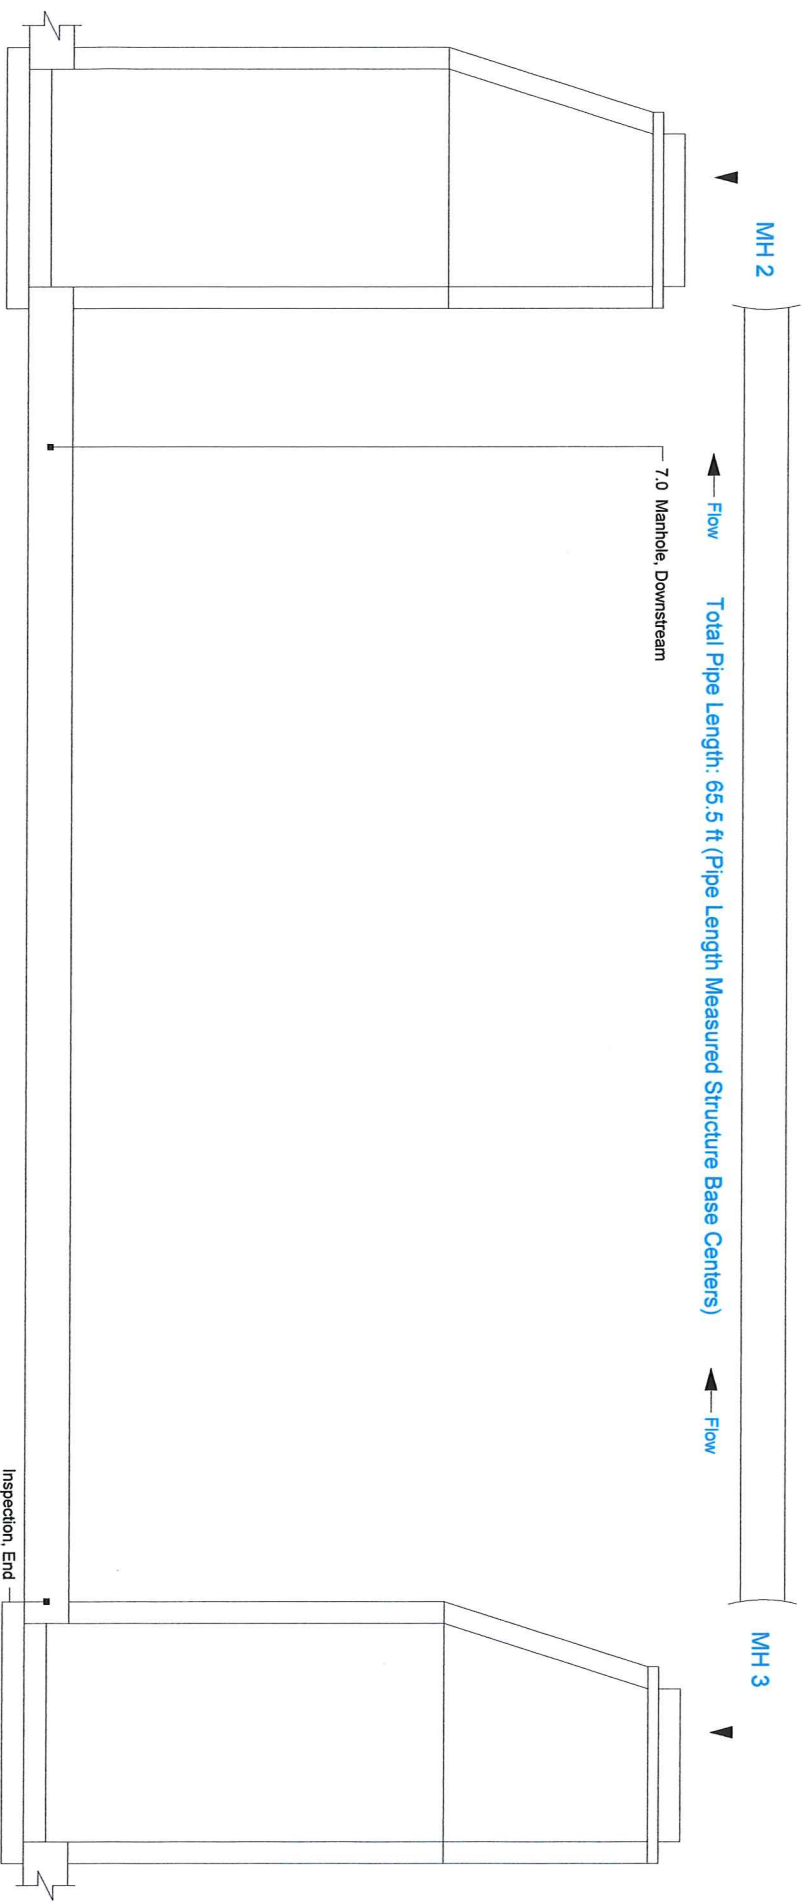 MH 2
MH 3
Flow
Total Pipe Length: 65.5 ft (Pipe Length Measured Structure Base Centers)
Flow
7.0 Manhole, Downstream
Inspection, End